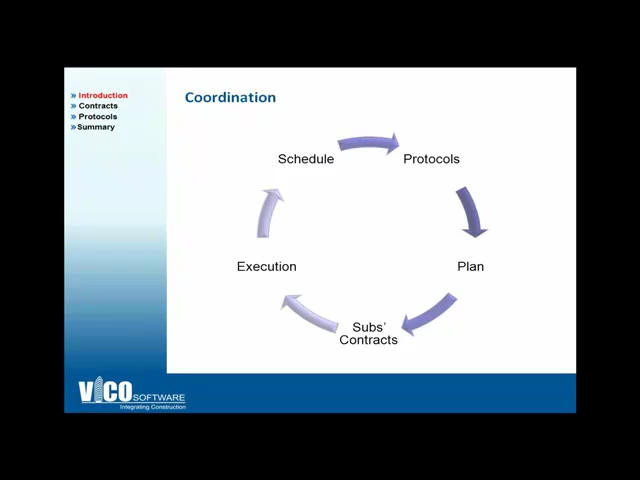 » Introduction
» Contracts
» Protocols
» Summary
Coordination
Schedule
Protocols
Execution
Plan
Subs'
Contracts
VICO SOFTWARE
Integrating Construction